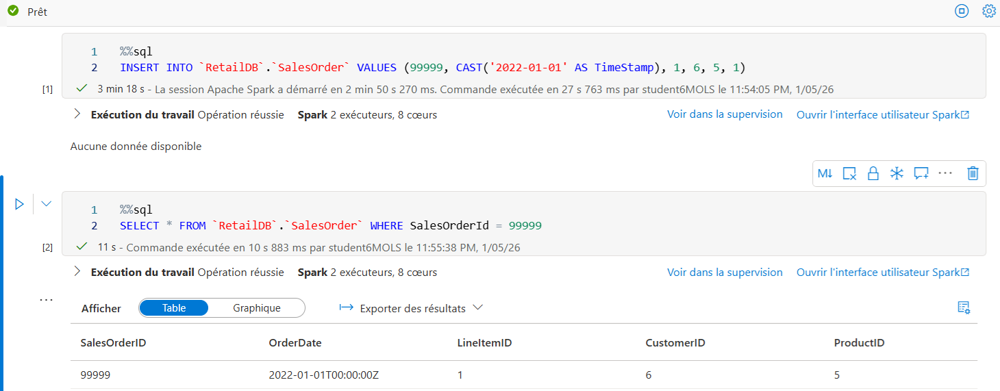 Prêt
1 %%sql
2 INSERT INTO `RetailDB`.`SalesOrder` VALUES (99999, CAST('2022-01-01' AS TimeStamp), 1, 6, 5, 1)
[1] 3 min 18 s - La session Apache Spark a démarré en 2 min 50 s 270 ms. Commande exécutée en 27 s 763 ms par student6MOLS le 11:54:05 PM, 1/05/26
Exécution du travail Opération réussie Spark 2 exécuteurs, 8 cœurs Voir dans la supervision Ouvrir l'interface utilisateur Spark
Aucune donnée disponible
M↓ ...
1 %%sql
2 SELECT * FROM `RetailDB`.`SalesOrder` WHERE SalesOrderId = 99999
[2] 11 s - Commande exécutée en 10 s 883 ms par student6MOLS le 11:55:38 PM, 1/05/26
Exécution du travail Opération réussie Spark 2 exécuteurs, 8 cœurs Voir dans la supervision Ouvrir l'interface utilisateur Spark
... Afficher Table Graphique Exporter des résultats
SalesOrderID OrderDate LineItemID CustomerID ProductID
99999 2022-01-01T00:00:00Z 1 6 5